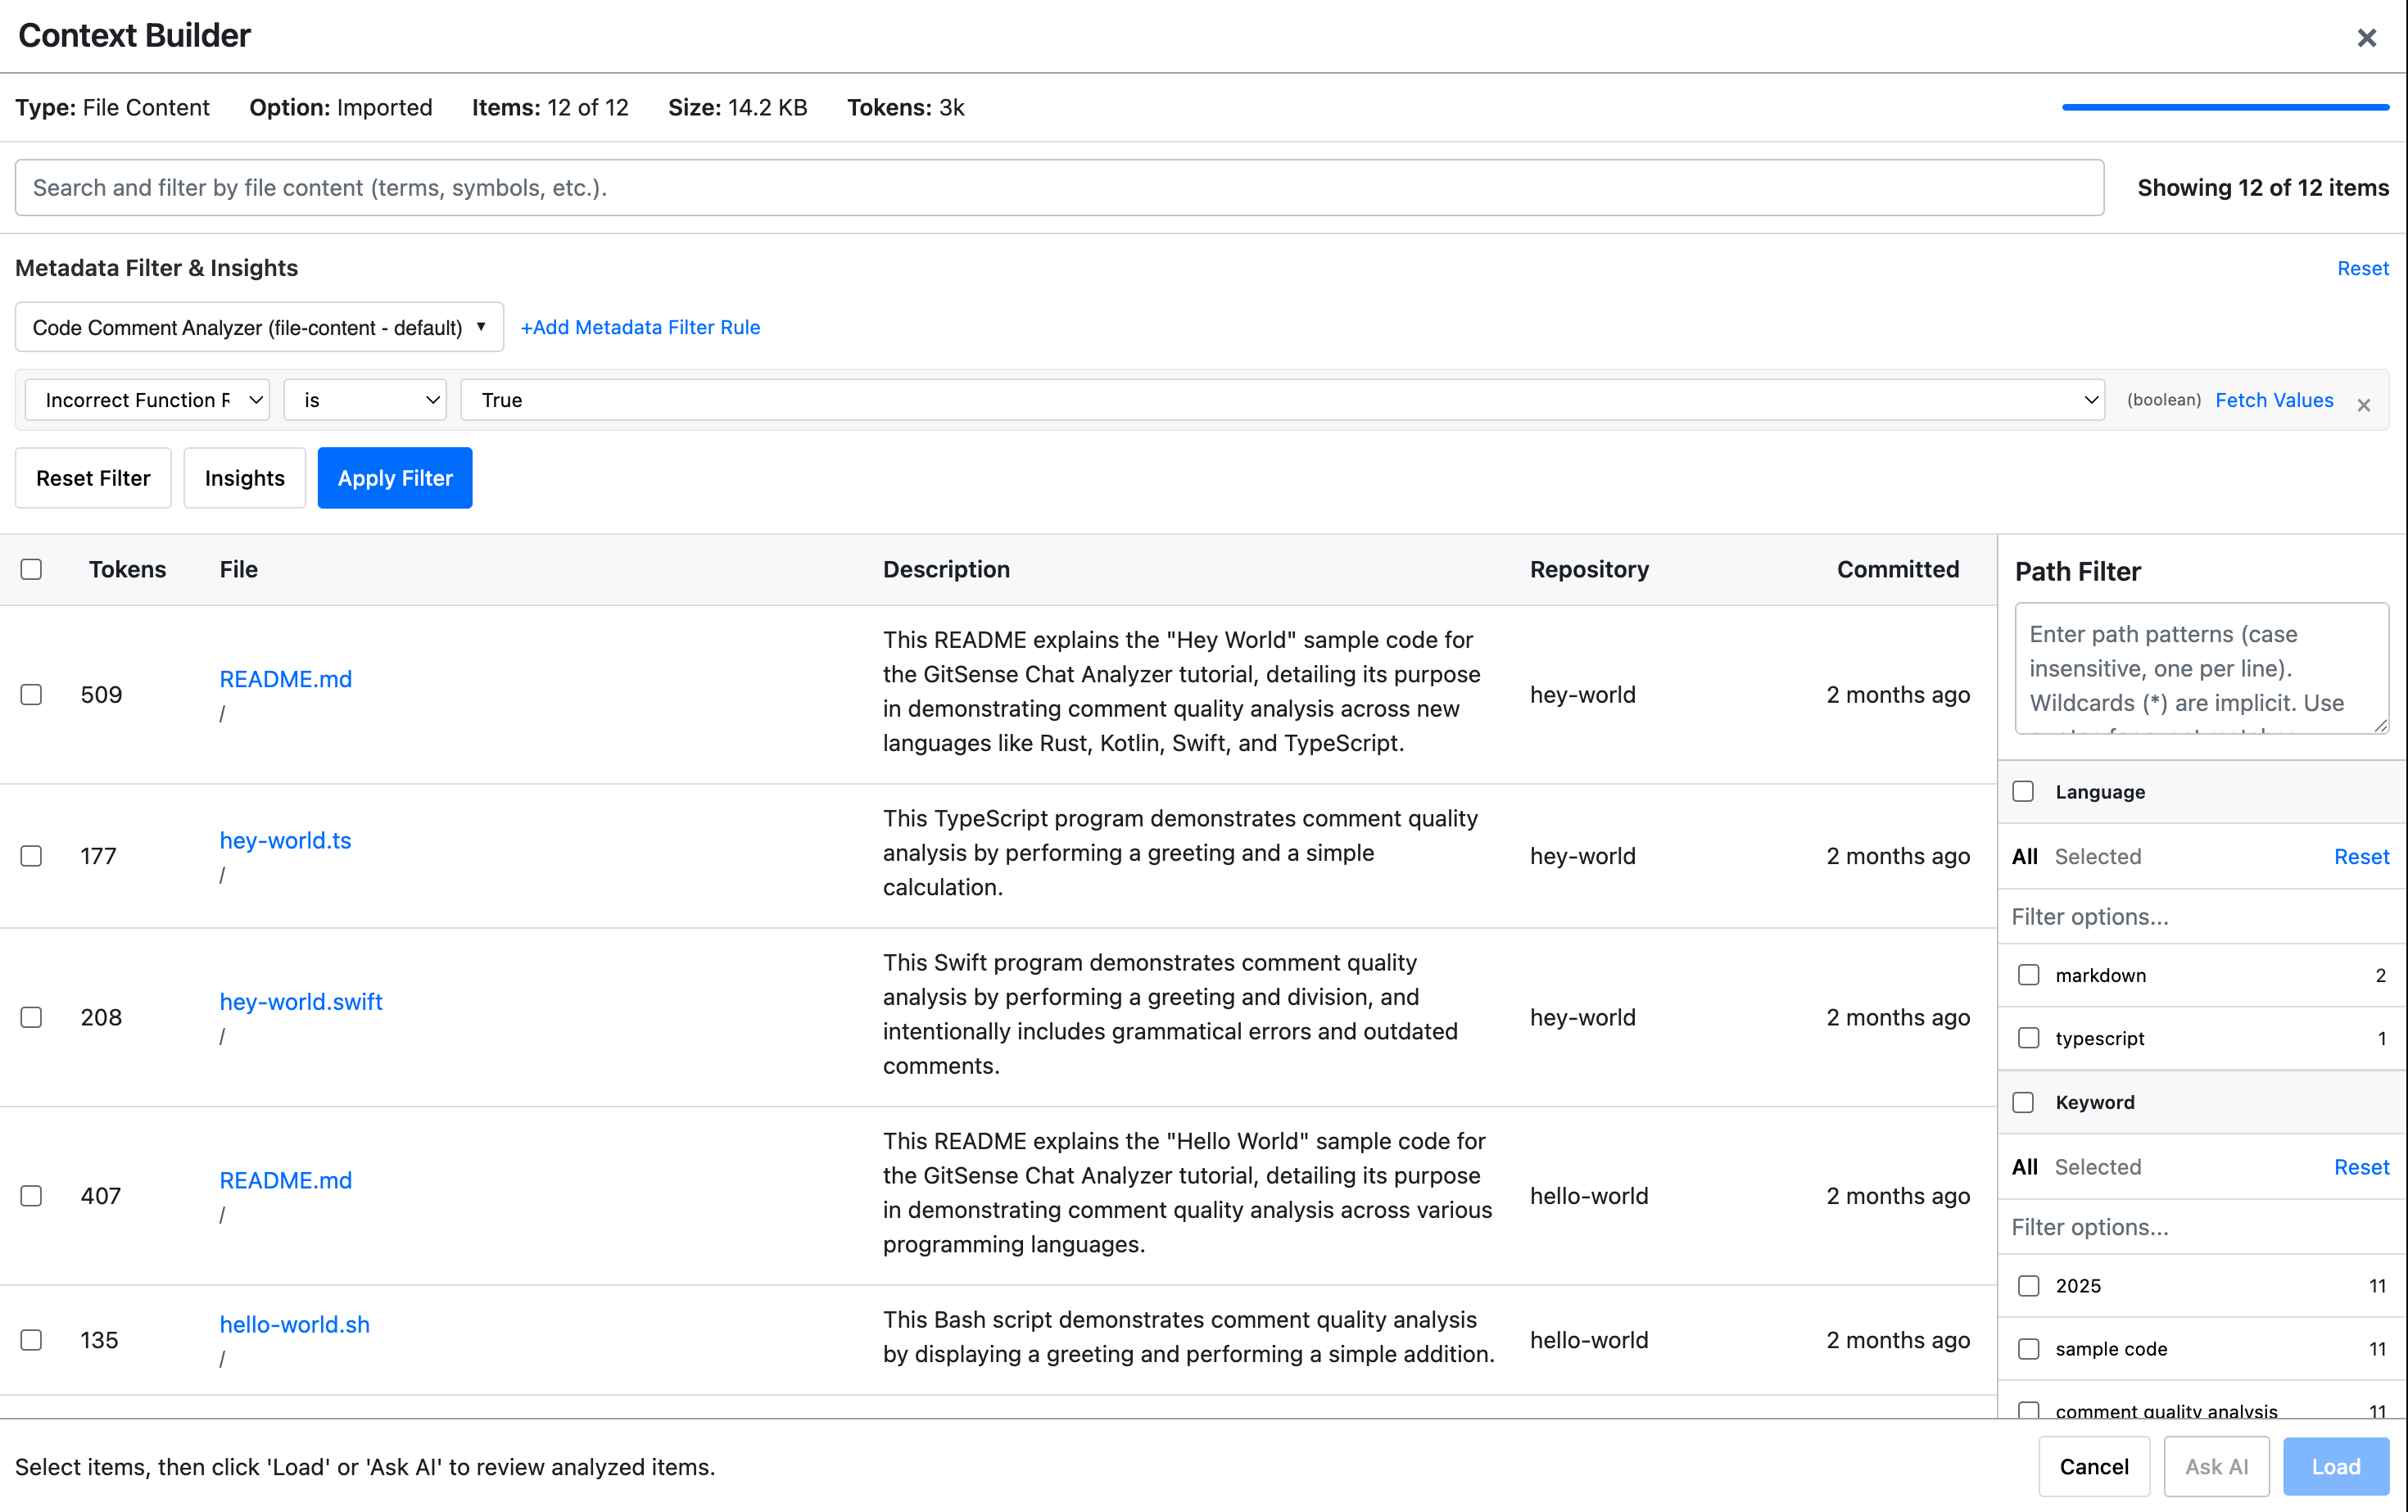 Context Builder
Type: File Content Option: Imported Items: 12 of 12 Size: 14.2 KB Tokens: 3k
Search and filter by file content (terms, symbols, etc.).
Showing 12 of 12 items
Metadata Filter & Insights
Reset
Code Comment Analyzer (file-content - default)
+Add Metadata Filter Rule
Incorrect Function
is
True
(boolean)
Fetch Values
Reset Filter
Insights
Apply Filter
Tokens File Description Repository Committed
509
README.md
/
This README explains the "Hey World" sample code for
the GitSense Chat Analyzer tutorial, detailing its purpose
in demonstrating comment quality analysis across new
languages like Rust, Kotlin, Swift, and TypeScript.
hey-world
2 months ago
177
hey-world.ts
/
This TypeScript program demonstrates comment quality
analysis by performing a greeting and a simple
calculation.
hey-world
2 months ago
208
hey-world.swift
/
This Swift program demonstrates comment quality
analysis by performing a greeting and division, and
intentionally includes grammatical errors and outdated
comments.
hey-world
2 months ago
407
README.md
/
This README explains the "Hello World" sample code for
the GitSense Chat Analyzer tutorial, detailing its purpose
in demonstrating comment quality analysis across various
programming languages.
hello-world
2 months ago
135
hello-world.sh
/
This Bash script demonstrates comment quality analysis
by displaying a greeting and performing a simple addition.
hello-world
2 months ago
Path Filter
Enter path patterns (case
insensitive, one per line).
Wildcards (*) are implicit. Use
Language
All Selected Reset
Filter options...
markdown 2
typescript 1
Keyword
All Selected Reset
Filter options...
2025 11
sample code 11
comment quality analysis 11
Select items, then click 'Load' or 'Ask AI' to review analyzed items.
Cancel
Ask AI
Load